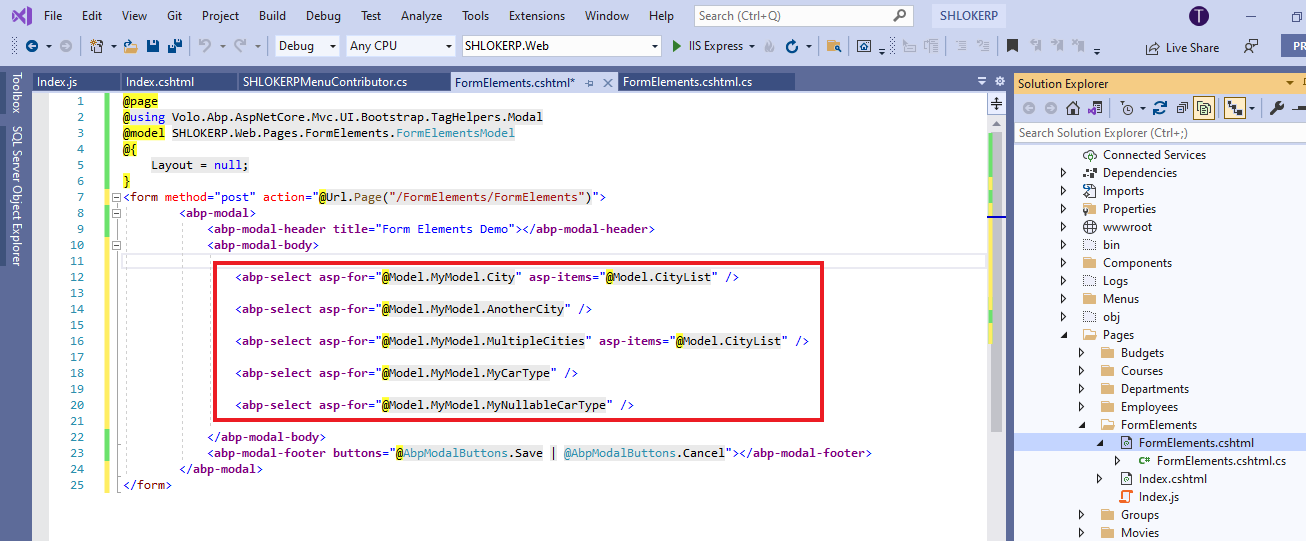 File Edit View Git Project Build Debug Test Analyze Tools Extensions Window Help Search (Ctrl+Q) SHLOKERP T
Debug Any CPU SHLOKERP.Web IIS Express Live Share PR
Toolbox
SQL Server Object Explorer
Index.js Index.cshtml SHLOKERPMenuContributor.cs FormElements.cshtml* FormElements.cshtml.cs
1 @page
2 @using Volo.Abp.AspNetCore.Mvc.UI.Bootstrap.TagHelpers.Modal
3 @model SHLOKERP.Web.Pages.FormElements.FormElementsModel
4 @{
5 Layout = null;
6 }
7 <form method="post" action="@Url.Page("/FormElements/FormElements")">
8 <abp-modal>
9 <abp-modal-header title="Form Elements Demo"></abp-modal-header>
10 <abp-modal-body>
11
12 <abp-select asp-for="@Model.MyModel.City" asp-items="@Model.CityList" />
13
14 <abp-select asp-for="@Model.MyModel.AnotherCity" />
15
16 <abp-select asp-for="@Model.MyModel.MultipleCities" asp-items="@Model.CityList" />
17
18 <abp-select asp-for="@Model.MyModel.MyCarType" />
19
20 <abp-select asp-for="@Model.MyModel.MyNullableCarType" />
21
22 </abp-modal-body>
23 <abp-modal-footer buttons="@AbpModalButtons.Save | @AbpModalButtons.Cancel"></abp-modal-footer>
24 </abp-modal>
25 </form>
Solution Explorer
Search Solution Explorer (Ctrl+;)
Connected Services
Dependencies
Imports
Properties
wwwroot
bin
Components
Logs
Menus
obj
Pages
Budgets
Courses
Departments
Employees
FormElements
FormElements.cshtml
C# FormElements.cshtml.cs
Index.cshtml
Index.js
Groups
Movies